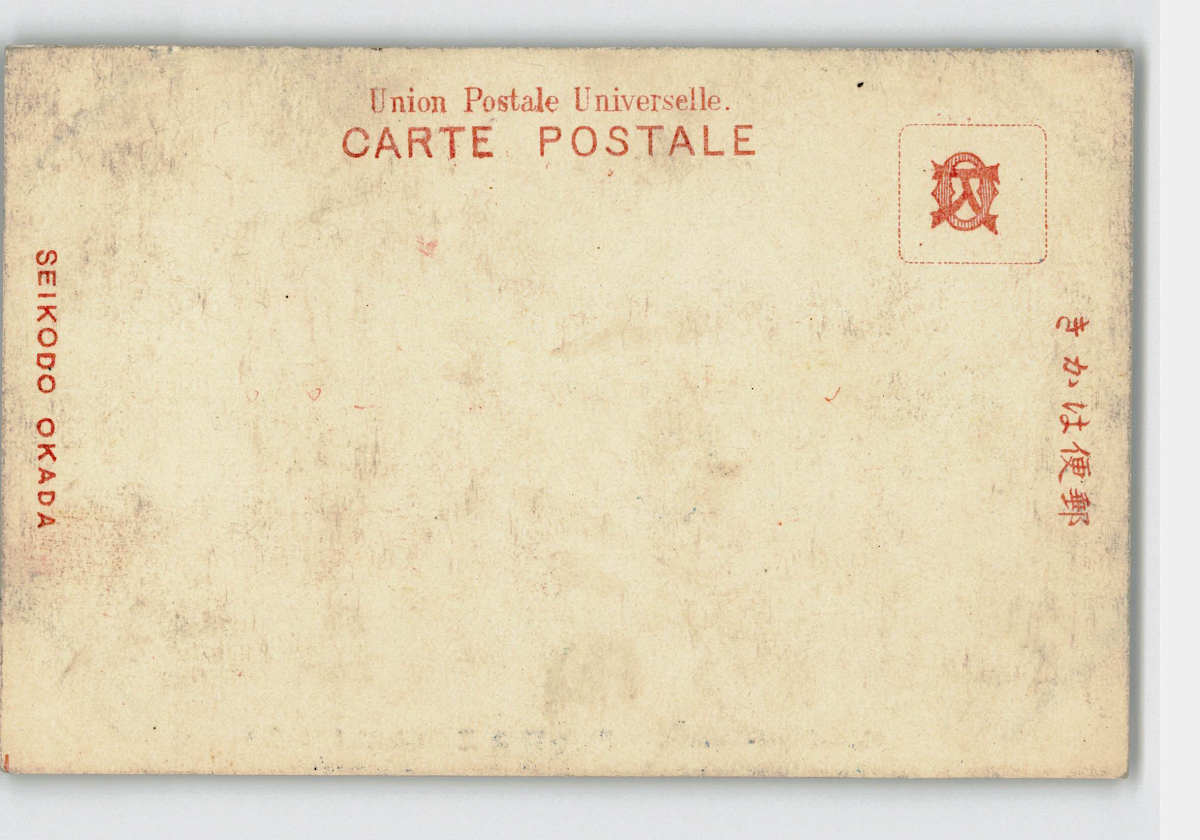 Union Postale Universelle.
CARTE POSTALE
SEIKODO OKADA
きかは便郵